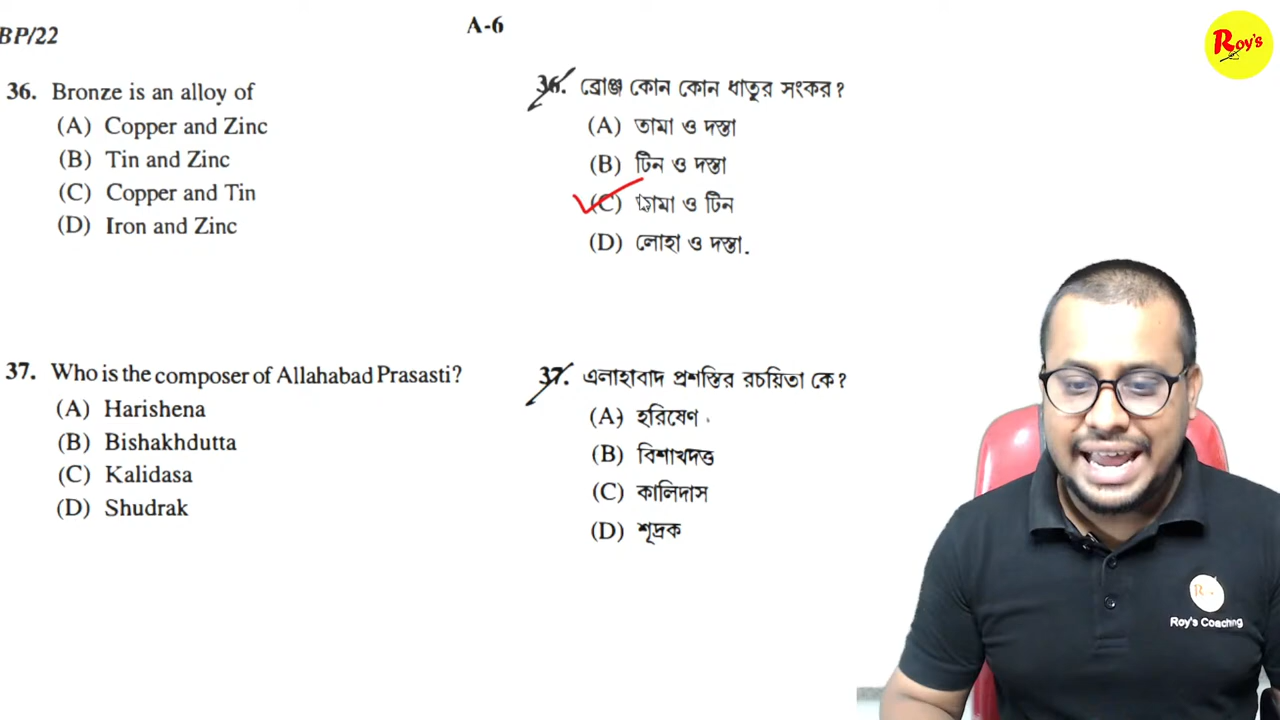 BP/22
A-6
Roy's
36. Bronze is an alloy of
(A) Copper and Zinc
(B) Tin and Zinc
(C) Copper and Tin
(D) Iron and Zinc
36. ব্রোঞ্জ কোন কোন ধাতুর সংকর?
(A) তামা ও দস্তা
(B) টিন ও দস্তা
(C) তামা ও টিন
(D) লোহা ও দস্তা.
37. Who is the composer of Allahabad Prasasti?
(A) Harishena
(B) Bishakhdutta
(C) Kalidasa
(D) Shudrak
37. এলাহাবাদ প্রশস্তির রচয়িতা কে?
(A) হরিষেণ
(B) বিশাখদত্ত
(C) কালিদাস
(D) শূদ্রক
Roy's Coaching